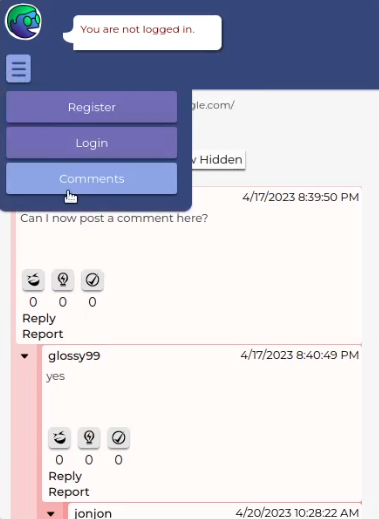 You are not logged in.
Register
gle.com/
Login
Hidden
Comments
4/17/2023 8:39:50 PM
Can I now post a comment here?
0 0 0
Reply
Report
glossy99 4/17/2023 8:40:49 PM
yes
0 0 0
Reply
Report
jonjon 4/20/2023 10:28:22 AM